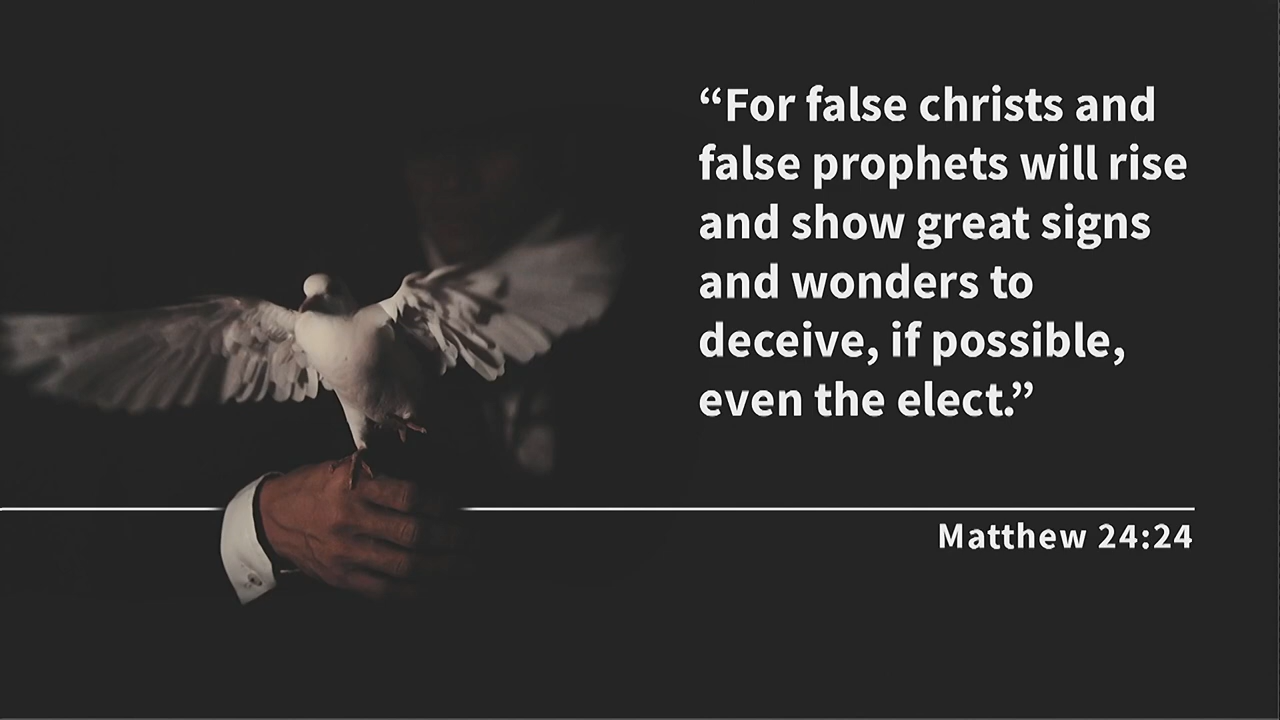 “For false christs and
false prophets will rise
and show great signs
and wonders to
deceive, if possible,
even the elect.”
Matthew 24:24